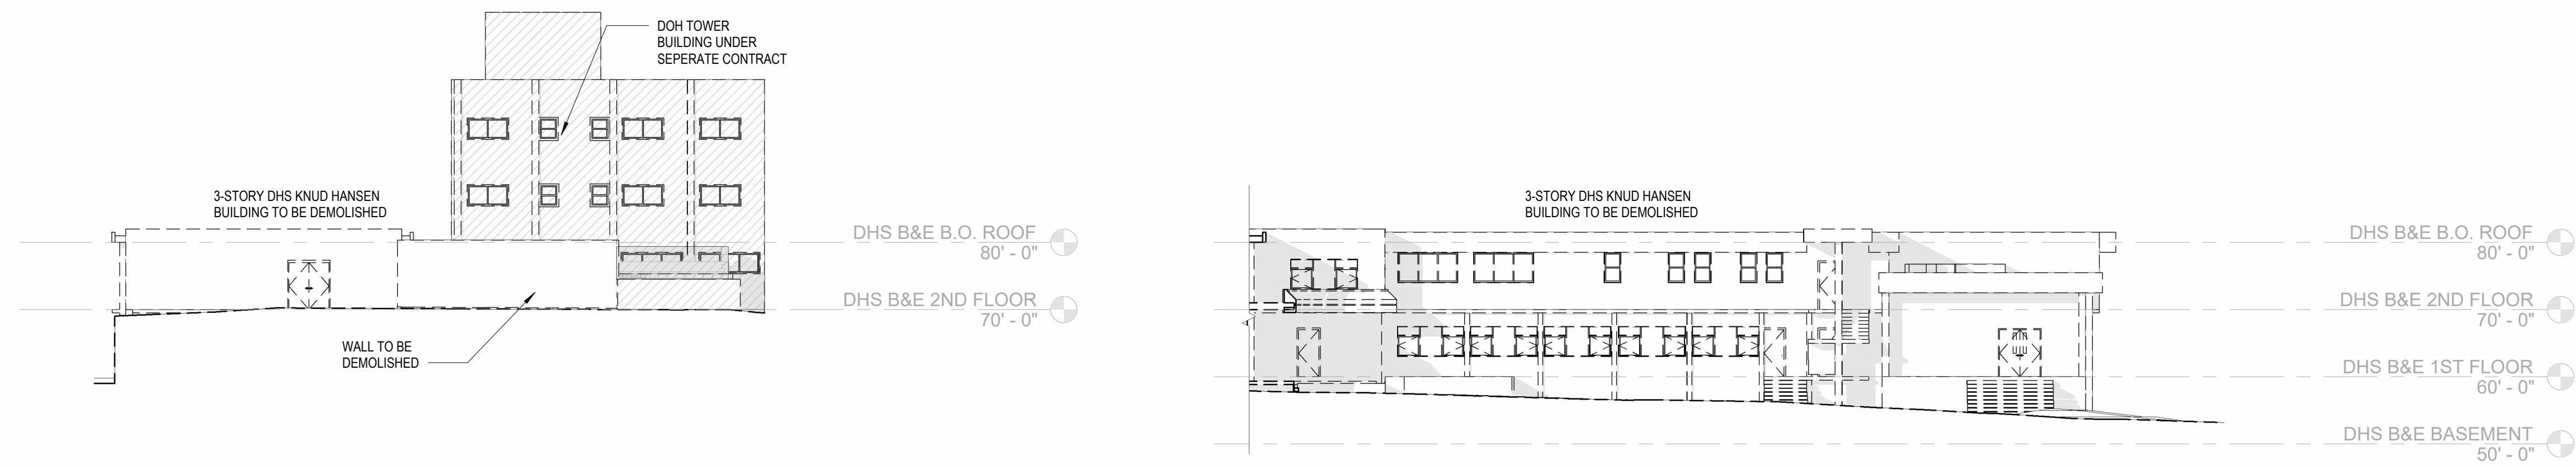 DOH TOWER
BUILDING UNDER
SEPERATE CONTRACT
3-STORY DHS KNUD HANSEN
BUILDING TO BE DEMOLISHED
DHS B&E B.O. ROOF
80' - 0"
DHS B&E 2ND FLOOR
70' - 0"
WALL TO BE
DEMOLISHED
3-STORY DHS KNUD HANSEN
BUILDING TO BE DEMOLISHED
DHS B&E B.O. ROOF
80' - 0"
DHS B&E 2ND FLOOR
70' - 0"
DHS B&E 1ST FLOOR
60' - 0"
DHS B&E BASEMENT
50' - 0"